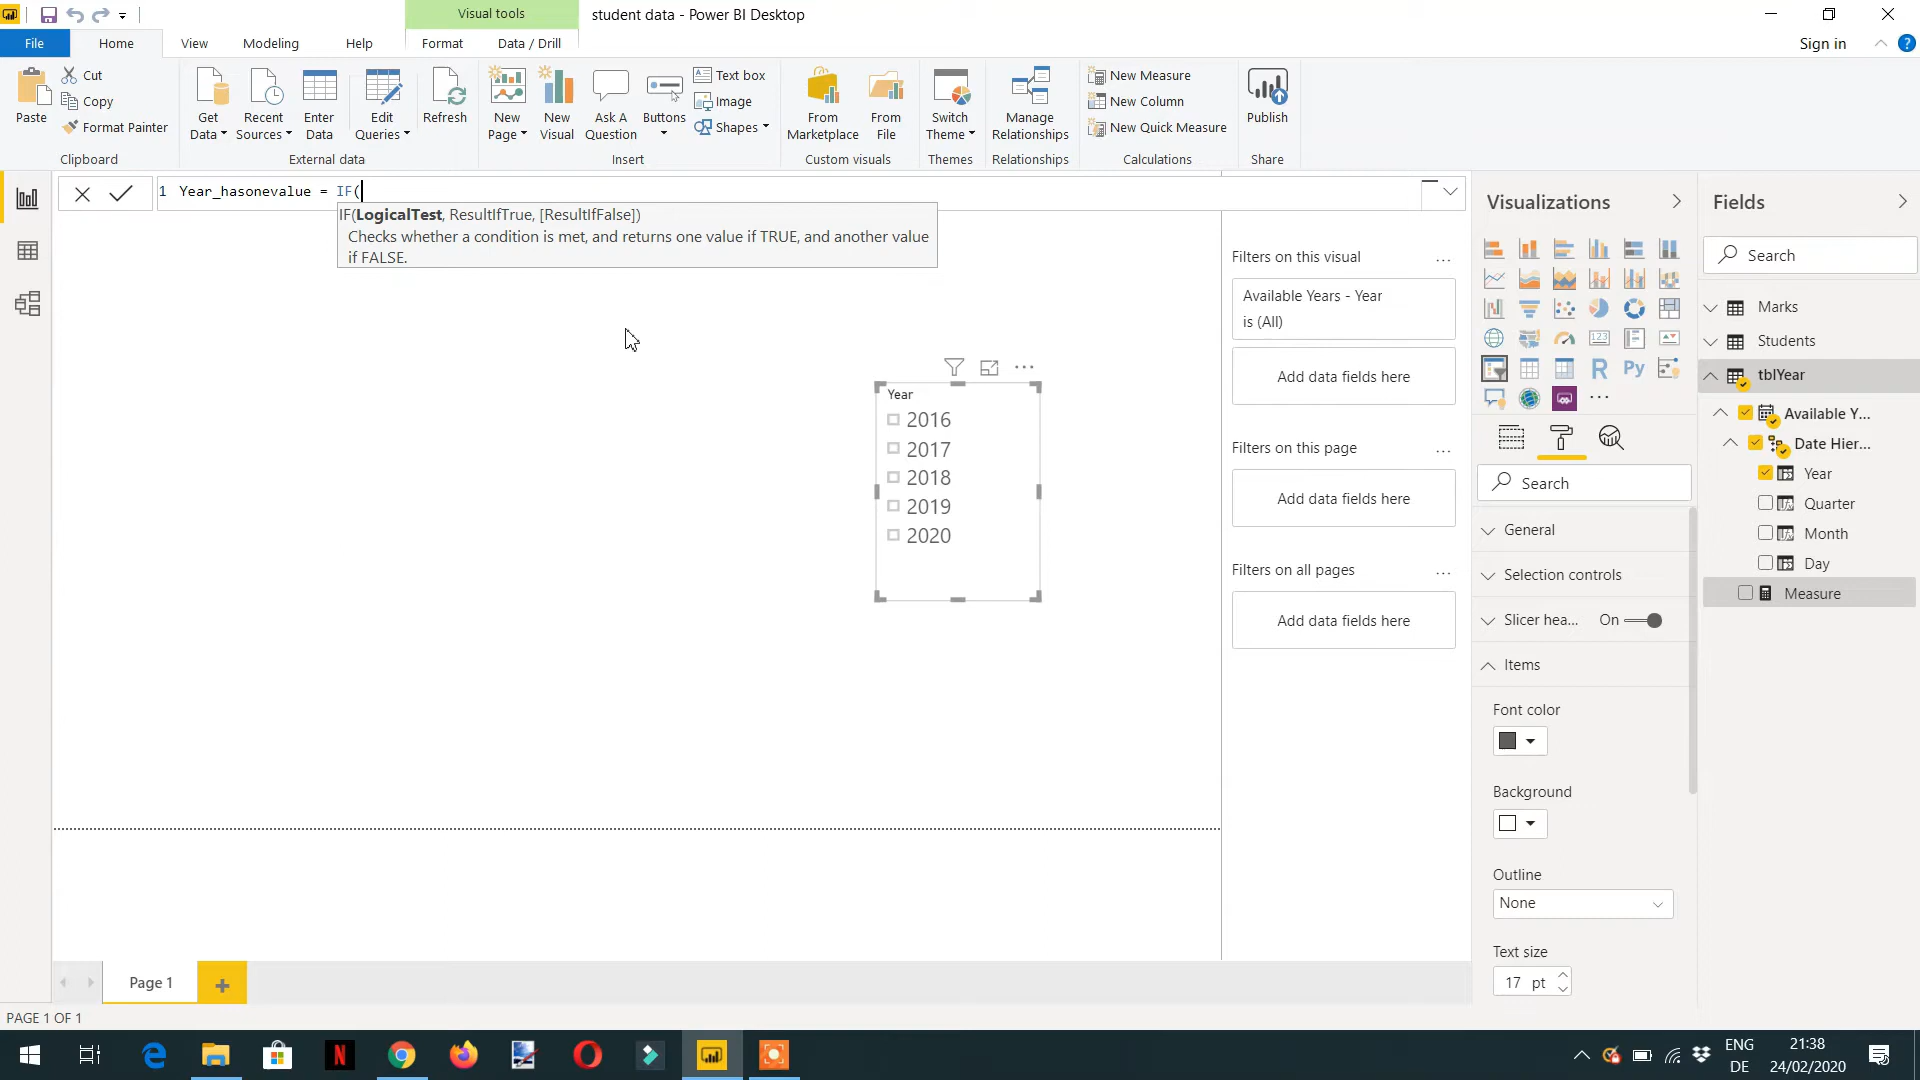 Visual tools
student data - Power BI Desktop
File
Home
View
Modeling
Help
Format
Data / Drill
Sign in
Paste
Cut
Copy
Format Painter
Clipboard
Get
Data
Recent
Sources
Enter
Data
Edit
Queries
Refresh
External data
New
Page
New
Visual
Ask A
Question
Buttons
Text box
Image
Shapes
Insert
From
Marketplace
From
File
Custom visuals
Switch
Theme
Themes
Manage
Relationships
Relationships
New Measure
New Column
New Quick Measure
Calculations
Publish
Share
1 Year_hasonevalue = IF(
IF(LogicalTest, ResultIfTrue, [ResultIfFalse])
Checks whether a condition is met, and returns one value if TRUE, and another value
if FALSE.
Year
2016
2017
2018
2019
2020
Filters on this visual
...
Available Years - Year
is (All)
Add data fields here
Filters on this page
...
Add data fields here
Filters on all pages
...
Add data fields here
Visualizations
R
Py
123
...
Search
General
Selection controls
Slicer hea...
On
Items
Font color
Background
Outline
None
Text size
17 pt
Fields
Search
Marks
Students
tblYear
Available Y...
Date Hier...
Year
Quarter
Month
Day
Measure
Page 1
PAGE 1 OF 1
N
ENG
DE
21:38
24/02/2020